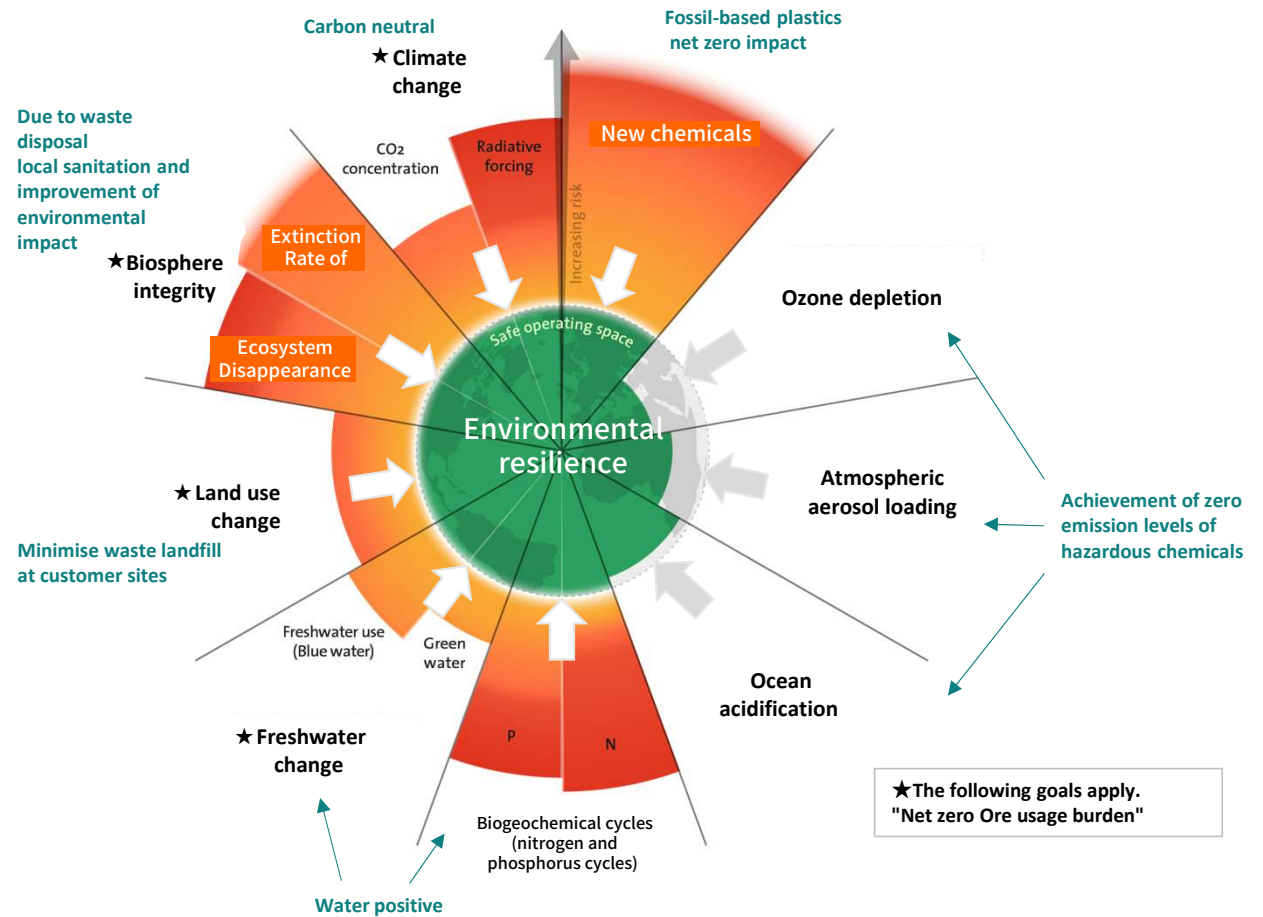 Carbon neutral
★ Climate
change
Fossil-based plastics
net zero impact
Due to waste
disposal
local sanitation and
improvement of
environmental
impact
CO2
concentration
Radiative
forcing
New chemicals
Increasing risk
Extinction
Rate of
★Biosphere
integrity
Ecosystem
Disappearance
Safe operating space
Ozone depletion
Environmental
resilience
★ Land use
change
Atmospheric
aerosol loading
Achievement of zero
emission levels of
hazardous chemicals
Minimise waste landfill
at customer sites
Freshwater use
(Blue water)
Green
water
Ocean
acidification
★ Freshwater
change
P
N
★The following goals apply.
"Net zero Ore usage burden"
Biogeochemical cycles
(nitrogen and
phosphorus cycles)
Water positive